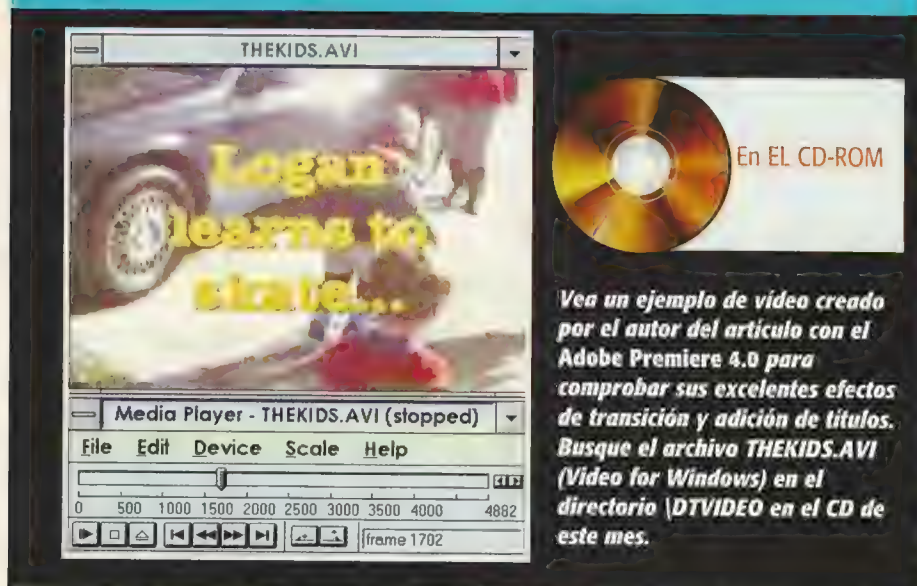 THEKIDS.AVI
Logan
learns to
skate...
Media Player - THEKIDS.AVI (stopped)
File Edit Device Scale Help
0 500 1000 1500 2000 2500 3000 3500 4000 4882
frame 1702
En EL CD-ROM
Vea un ejemplo de vídeo creado
por el autor del artículo con el
Adobe Premiere 4.0 para
comprobar sus excelentes efectos
de transición y adición de títulos.
Busque el archivo THEKIDS.AVI
(Video for Windows) en el
directorio \DTVIDEO en el CD de
este mes.